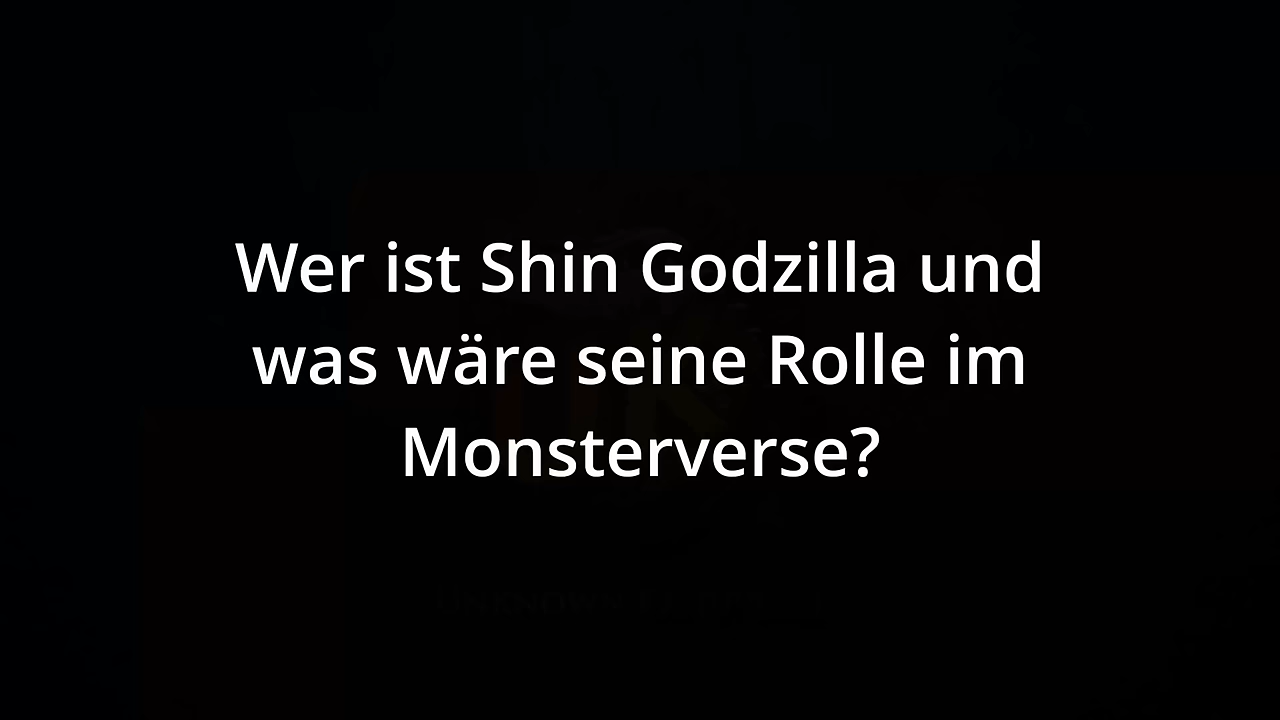 Wer ist Shin Godzilla und
was wäre seine Rolle im
Monsterverse?